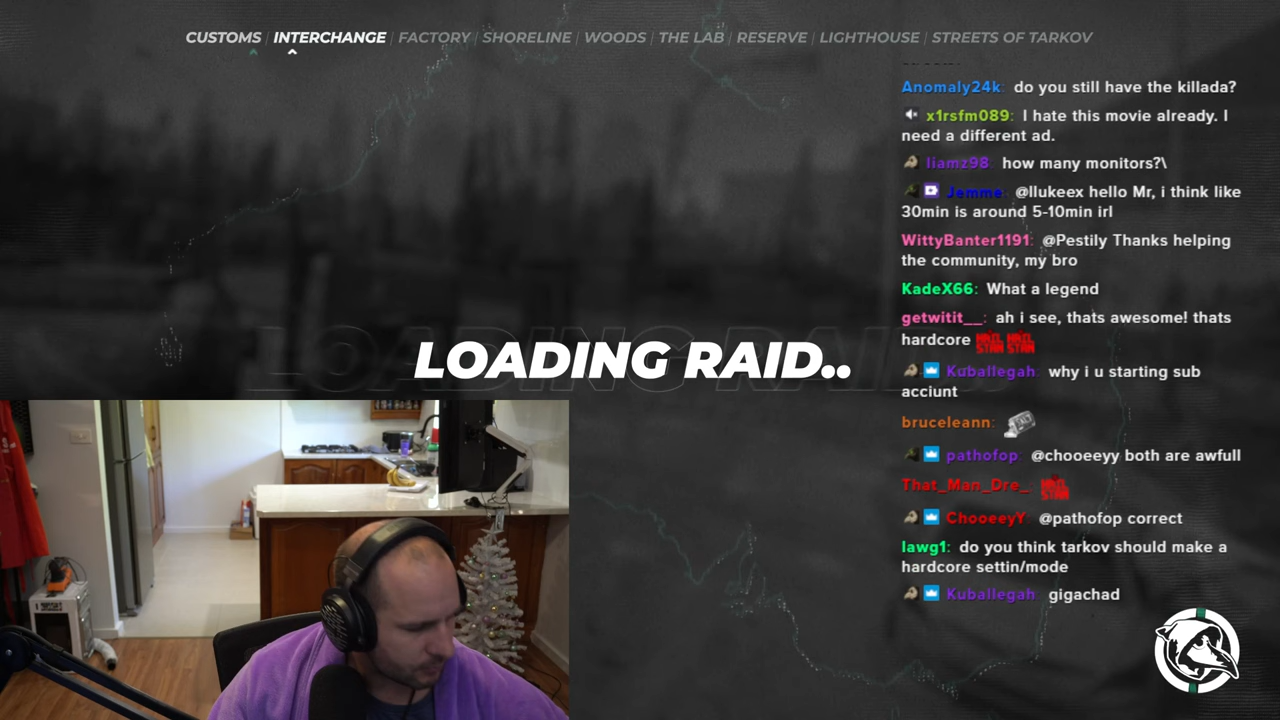 CUSTOMS | INTERCHANGE | FACTORY | SHORELINE | WOODS | THE LAB | RESERVE | LIGHTHOUSE | STREETS OF TARKOV
Anomaly24k: do you still have the killada?
x1rsfm089: I hate this movie already. I
need a different ad.
liamz98: how many monitors?\
Jemme: @llukeex hello Mr, i think like
30min is around 5-10min irl
WittyBanter1191: @Pestily Thanks helping
the community, my bro
KadeX66: What a legend
getwitit__: ah i see, thats awesome! thats
hardcore
LOADING RAID..
Kuballegah: why i u starting sub
acciunt
bruceleann:
pathofop: @chooeeyy both are awfull
That_Man_Dre_:
ChooeeyY: @pathofop correct
lawg1: do you think tarkov should make a
hardcore settin/mode
Kuballegah: gigachad